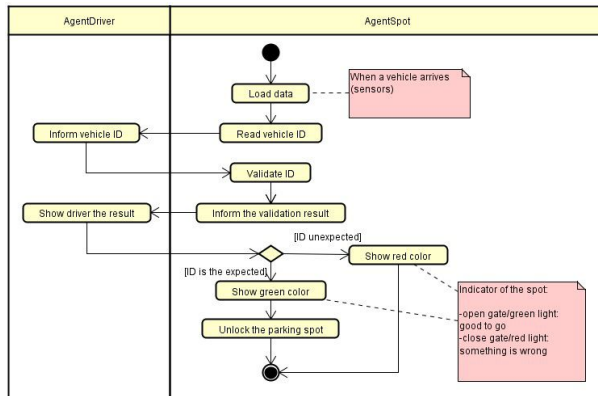 AgentDriver
AgentSpot
When a vehicle arrives
(sensors)
Load data
Inform vehicle ID
Read vehicle ID
Validate ID
Show driver the result
Inform the validation result
[ID unexpected]
Show red color
[ID is the expected]
Show green color
Indicator of the spot:
-open gate/green light:
good to go
-close gate/red light:
something is wrong
Unlock the parking spot